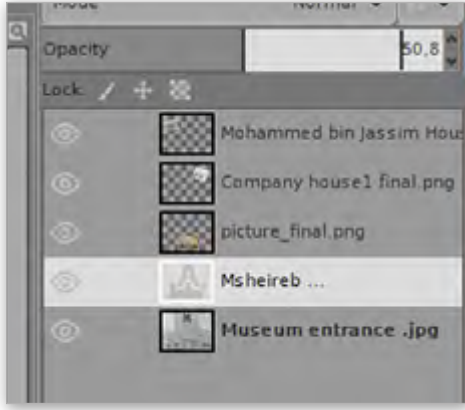 Mode Normal
Opacity 50,8
Lock:
Mohammed bin Jassim Hou
Company house1 final.png
picture_final.png
Msheireb ...
Museum entrance .jpg